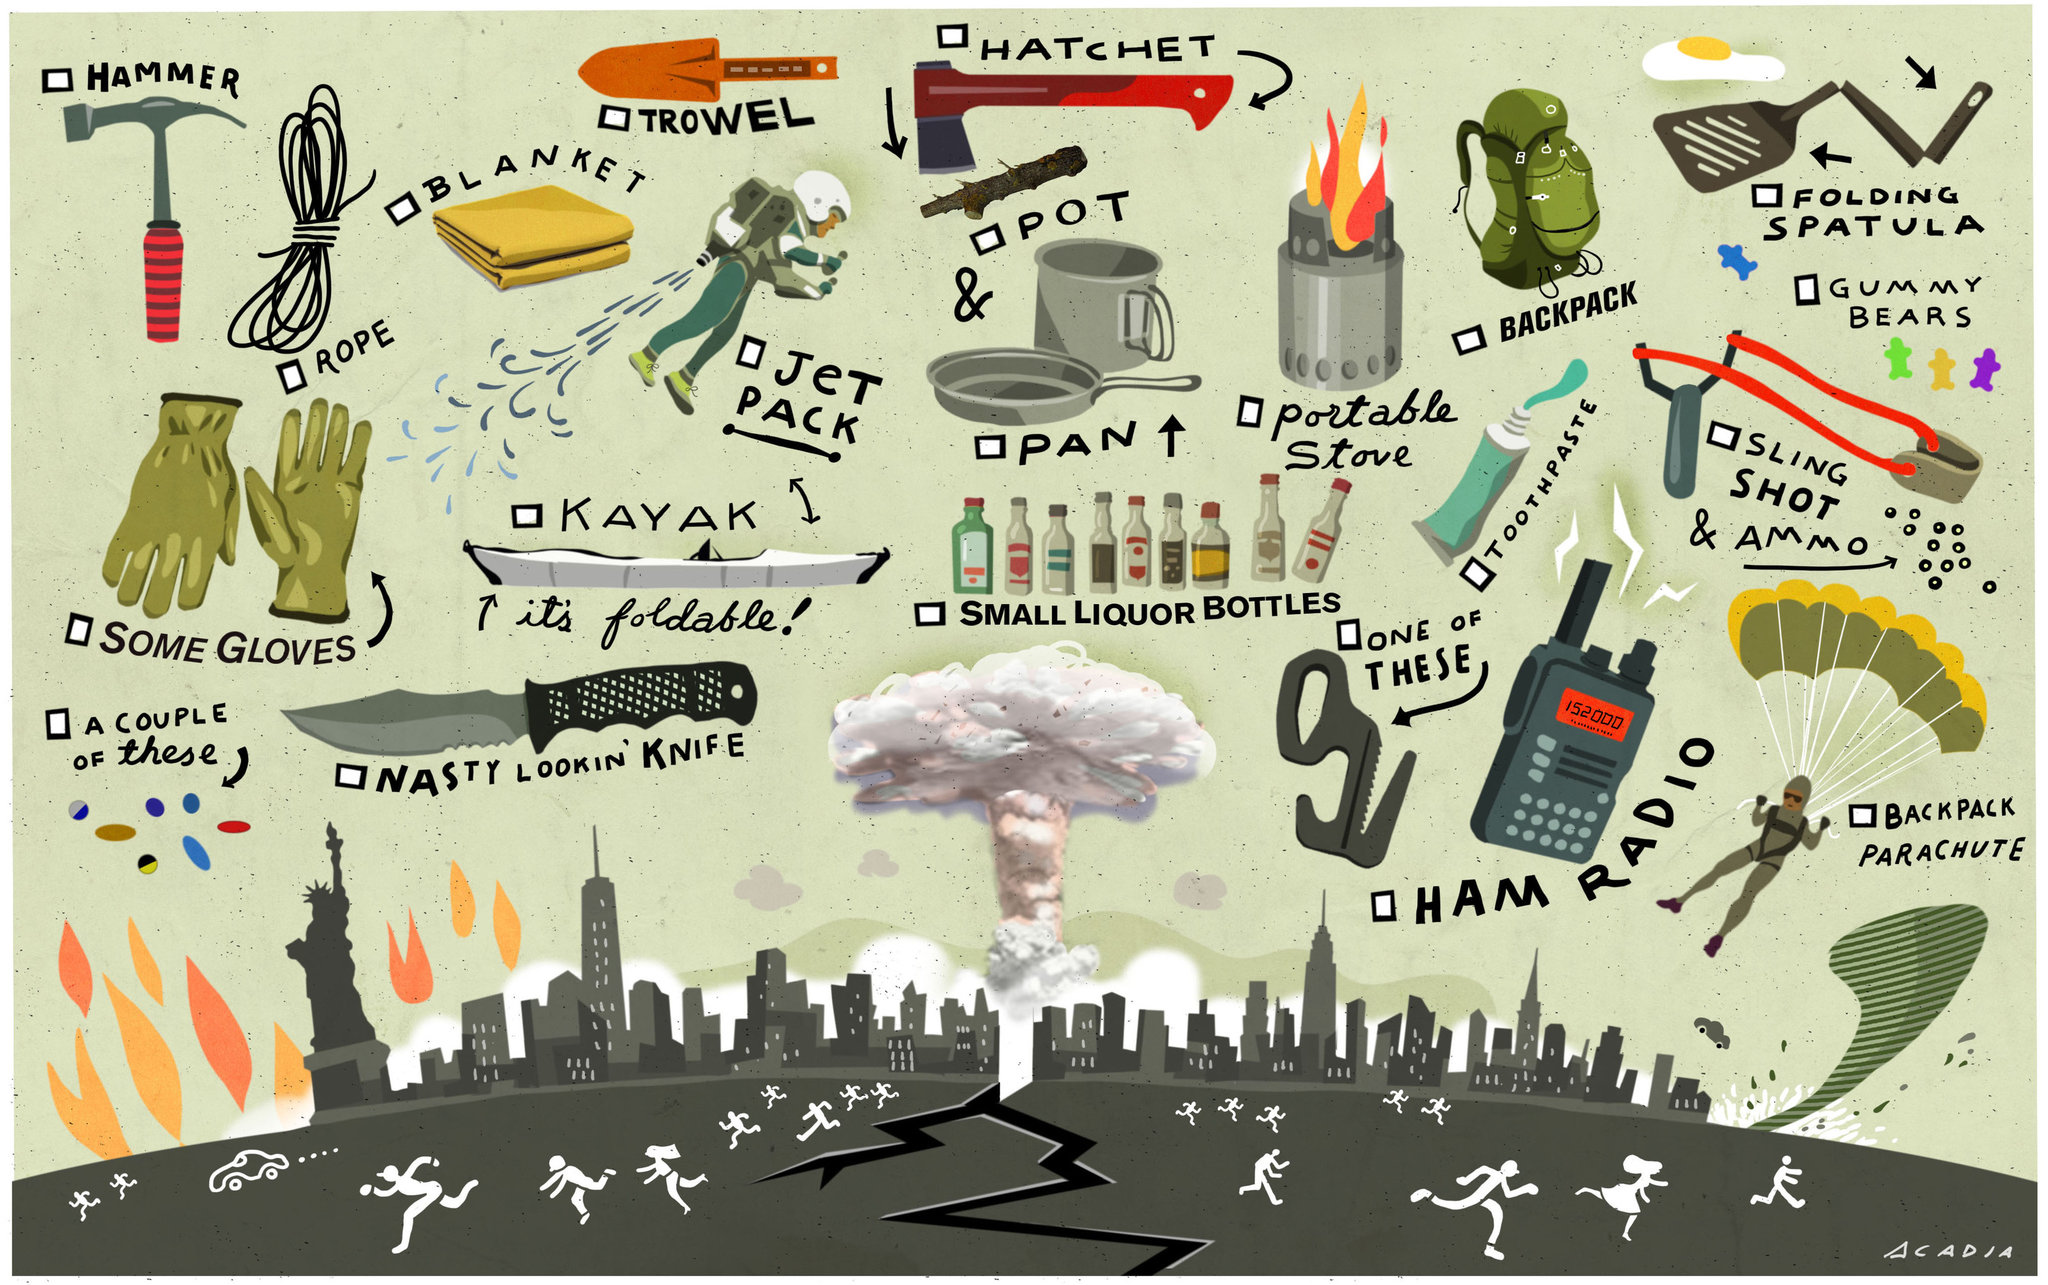 HAMMER
ROPE
BLANKET
TROWEL
HATCHET
POT
&
PAN
JET
PACK
PORTABLE
STOVE
BACKPACK
FOLDING
SPATULA
GUMMY
BEARS
SLING
SHOT
& AMMO
TOOTHPASTE
SOME GLOVES
KAYAK
it's foldable!
SMALL LIQUOR BOTTLES
ONE OF
THESE
A COUPLE
OF these
NASTY LOOKIN' KNIFE
152000
HAM RADIO
BACKPACK
PARACHUTE
ACADIA